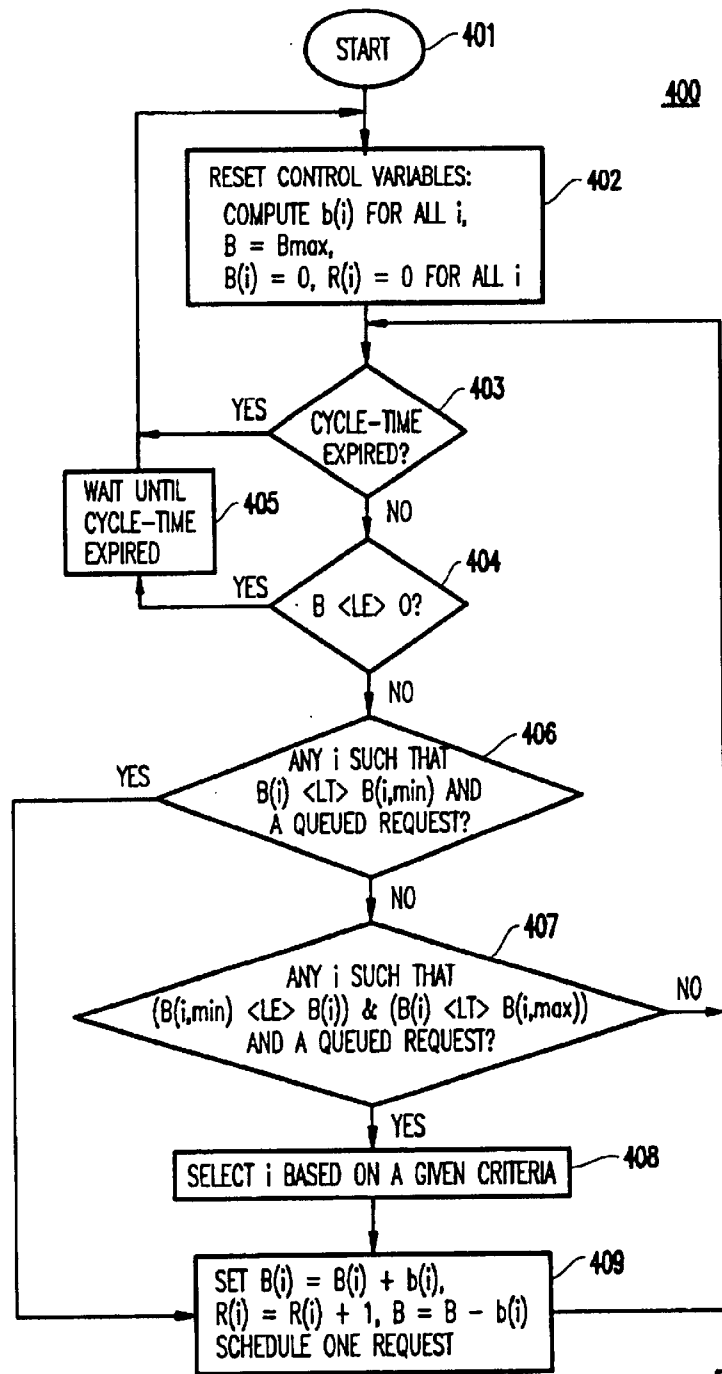 START
401
400
RESET CONTROL VARIABLES:
COMPUTE b(i) FOR ALL i,
B = Bmax,
B(i) = 0, R(i) = 0 FOR ALL i
402
403
YES
CYCLE-TIME
EXPIRED?
WAIT UNTIL
CYCLE-TIME
EXPIRED
405
NO
404
YES
B <LE> 0?
NO
406
YES
ANY i SUCH THAT
B(i) <LT> B(i,min) AND
A QUEUED REQUEST?
NO
407
ANY i SUCH THAT
(B(i,min) <LE> B(i)) & (B(i) <LT> B(i,max))
AND A QUEUED REQUEST?
NO
YES
SELECT i BASED ON A GIVEN CRITERIA
408
SET B(i) = B(i) + b(i),
R(i) = R(i) + 1, B = B - b(i)
SCHEDULE ONE REQUEST
409